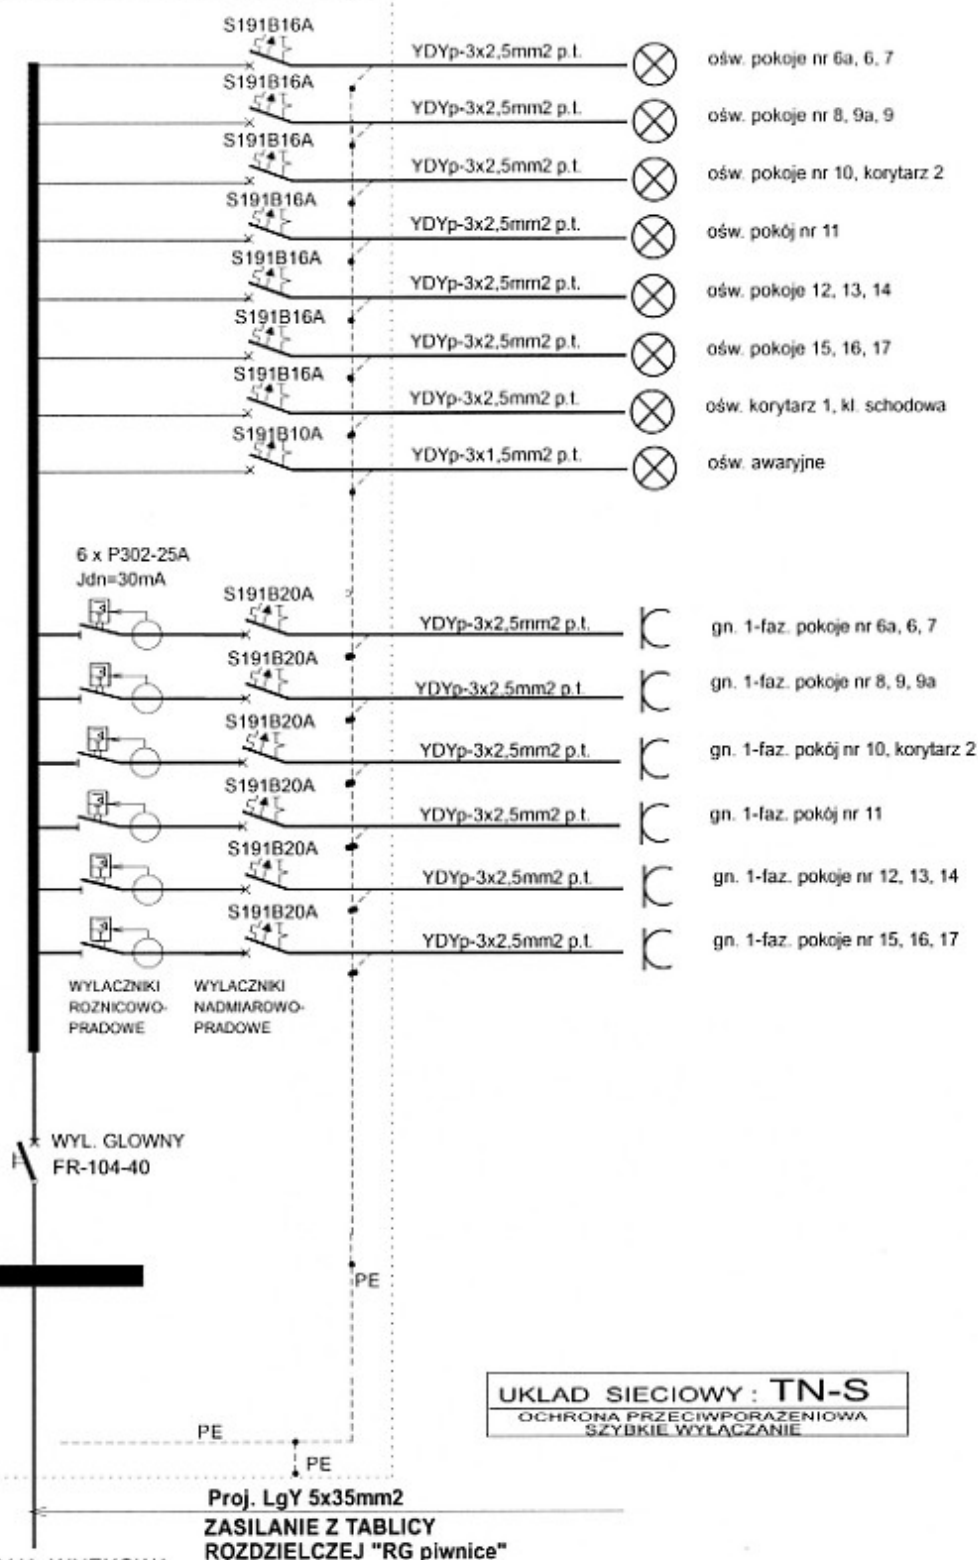 S191B16A
YDYp-3x2,5mm2 p.t.
ośw. pokoje nr 6a, 6, 7
S191B16A
YDYp-3x2,5mm2 p.t.
ośw. pokoje nr 8, 9a, 9
S191B16A
YDYp-3x2,5mm2 p.t.
ośw. pokoje nr 10, korytarz 2
S191B16A
YDYp-3x2,5mm2 p.t.
ośw. pokój nr 11
S191B16A
YDYp-3x2,5mm2 p.t.
ośw. pokoje 12, 13, 14
S191B16A
YDYp-3x2,5mm2 p.t.
ośw. pokoje 15, 16, 17
S191B16A
YDYp-3x2,5mm2 p.t.
ośw. korytarz 1, kl. schodowa
S191B10A
YDYp-3x1,5mm2 p.t.
ośw. awaryjne
6 x P302-25A
Jdn=30mA
S191B20A
YDYp-3x2,5mm2 p.t.
gn. 1-faz. pokoje nr 6a, 6, 7
S191B20A
YDYp-3x2,5mm2 p.t.
gn. 1-faz. pokoje nr 8, 9, 9a
S191B20A
YDYp-3x2,5mm2 p.t.
gn. 1-faz. pokój nr 10, korytarz 2
S191B20A
YDYp-3x2,5mm2 p.t.
gn. 1-faz. pokój nr 11
S191B20A
YDYp-3x2,5mm2 p.t.
gn. 1-faz. pokoje nr 12, 13, 14
S191B20A
YDYp-3x2,5mm2 p.t.
gn. 1-faz. pokoje nr 15, 16, 17
WYLACZNIKI
ROZNICOWO-
PRADOWE
WYLACZNIKI
NADMIAROWO-
PRADOWE
WYL. GLOWNY
FR-104-40
PE
UKLAD SIECIOWY : TN-S
OCHRONA PRZECIWPORAŻENIOWA
SZYBKIE WYŁĄCZANIE
PE
PE
Proj. LgY 5x35mm2
ZASILANIE Z TABLICY
ROZDZIELCZEJ "RG piwnice"